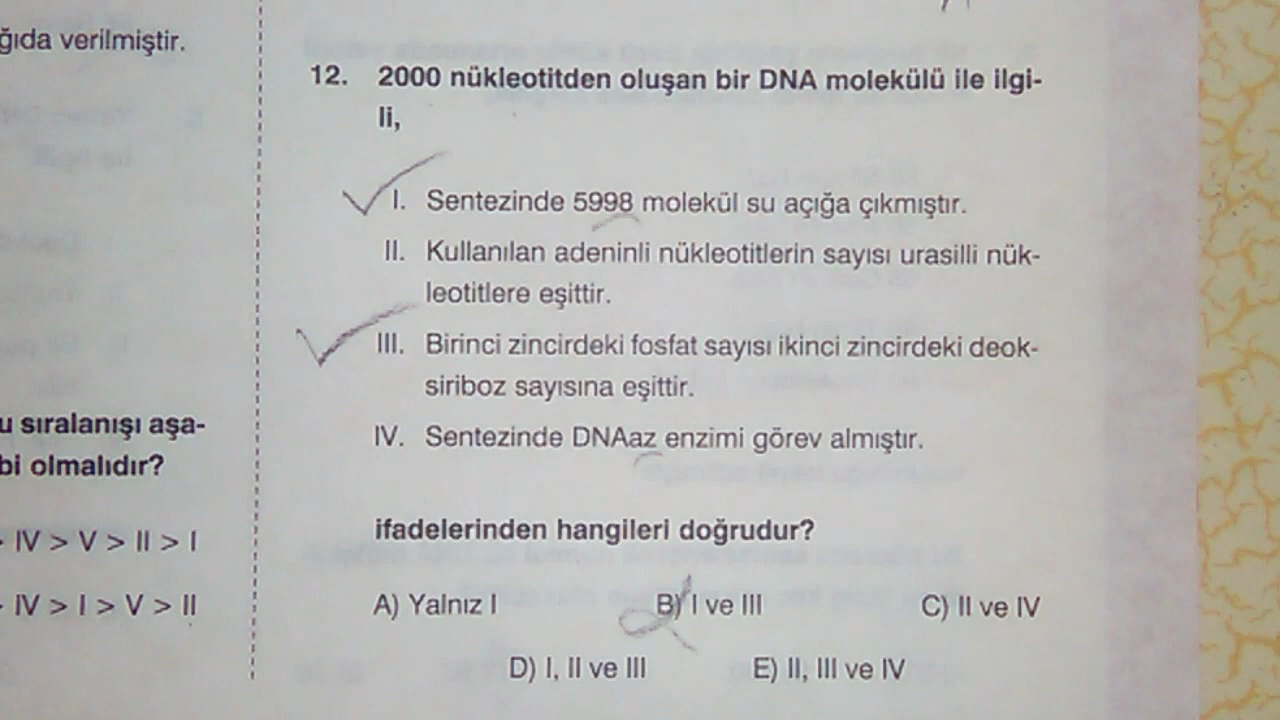 ğıda verilmiştir.
u sıralanışı aşa-
bi olmalıdır?
IV > V > II > I
IV > I > V > II
12. 2000 nükleotitden oluşan bir DNA molekülü ile ilgi-
li,
I. Sentezinde 5998 molekül su açığa çıkmıştır.
II. Kullanılan adeninli nükleotitlerin sayısı urasilli nük-
leotitlere eşittir.
III. Birinci zincirdeki fosfat sayısı ikinci zincirdeki deok-
siriboz sayısına eşittir.
IV. Sentezinde DNAaz enzimi görev almıştır.
ifadelerinden hangileri doğrudur?
A) Yalnız I B) I ve III C) II ve IV
D) I, II ve III E) II, III ve IV